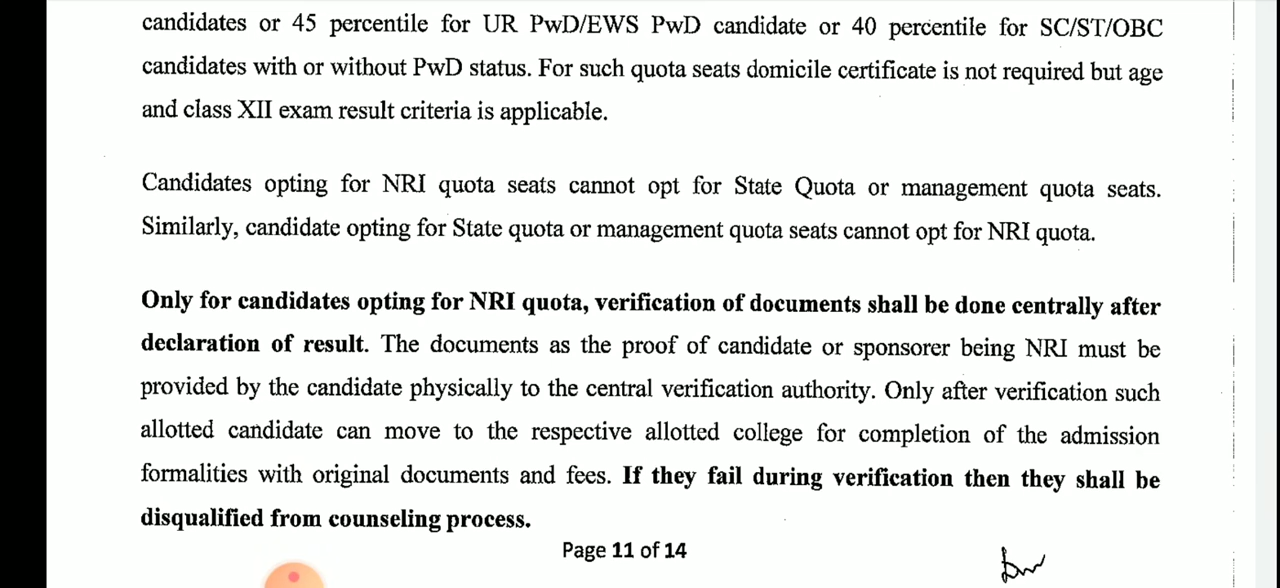 candidates or 45 percentile for UR PwD/EWS PwD candidate or 40 percentile for SC/ST/OBC
candidates with or without PwD status. For such quota seats domicile certificate is not required but age
and class XII exam result criteria is applicable.
Candidates opting for NRI quota seats cannot opt for State Quota or management quota seats.
Similarly, candidate opting for State quota or management quota seats cannot opt for NRI quota.
Only for candidates opting for NRI quota, verification of documents shall be done centrally after
declaration of result. The documents as the proof of candidate or sponsorer being NRI must be
provided by the candidate physically to the central verification authority. Only after verification such
allotted candidate can move to the respective allotted college for completion of the admission
formalities with original documents and fees. If they fail during verification then they shall be
disqualified from counseling process.
Page 11 of 14